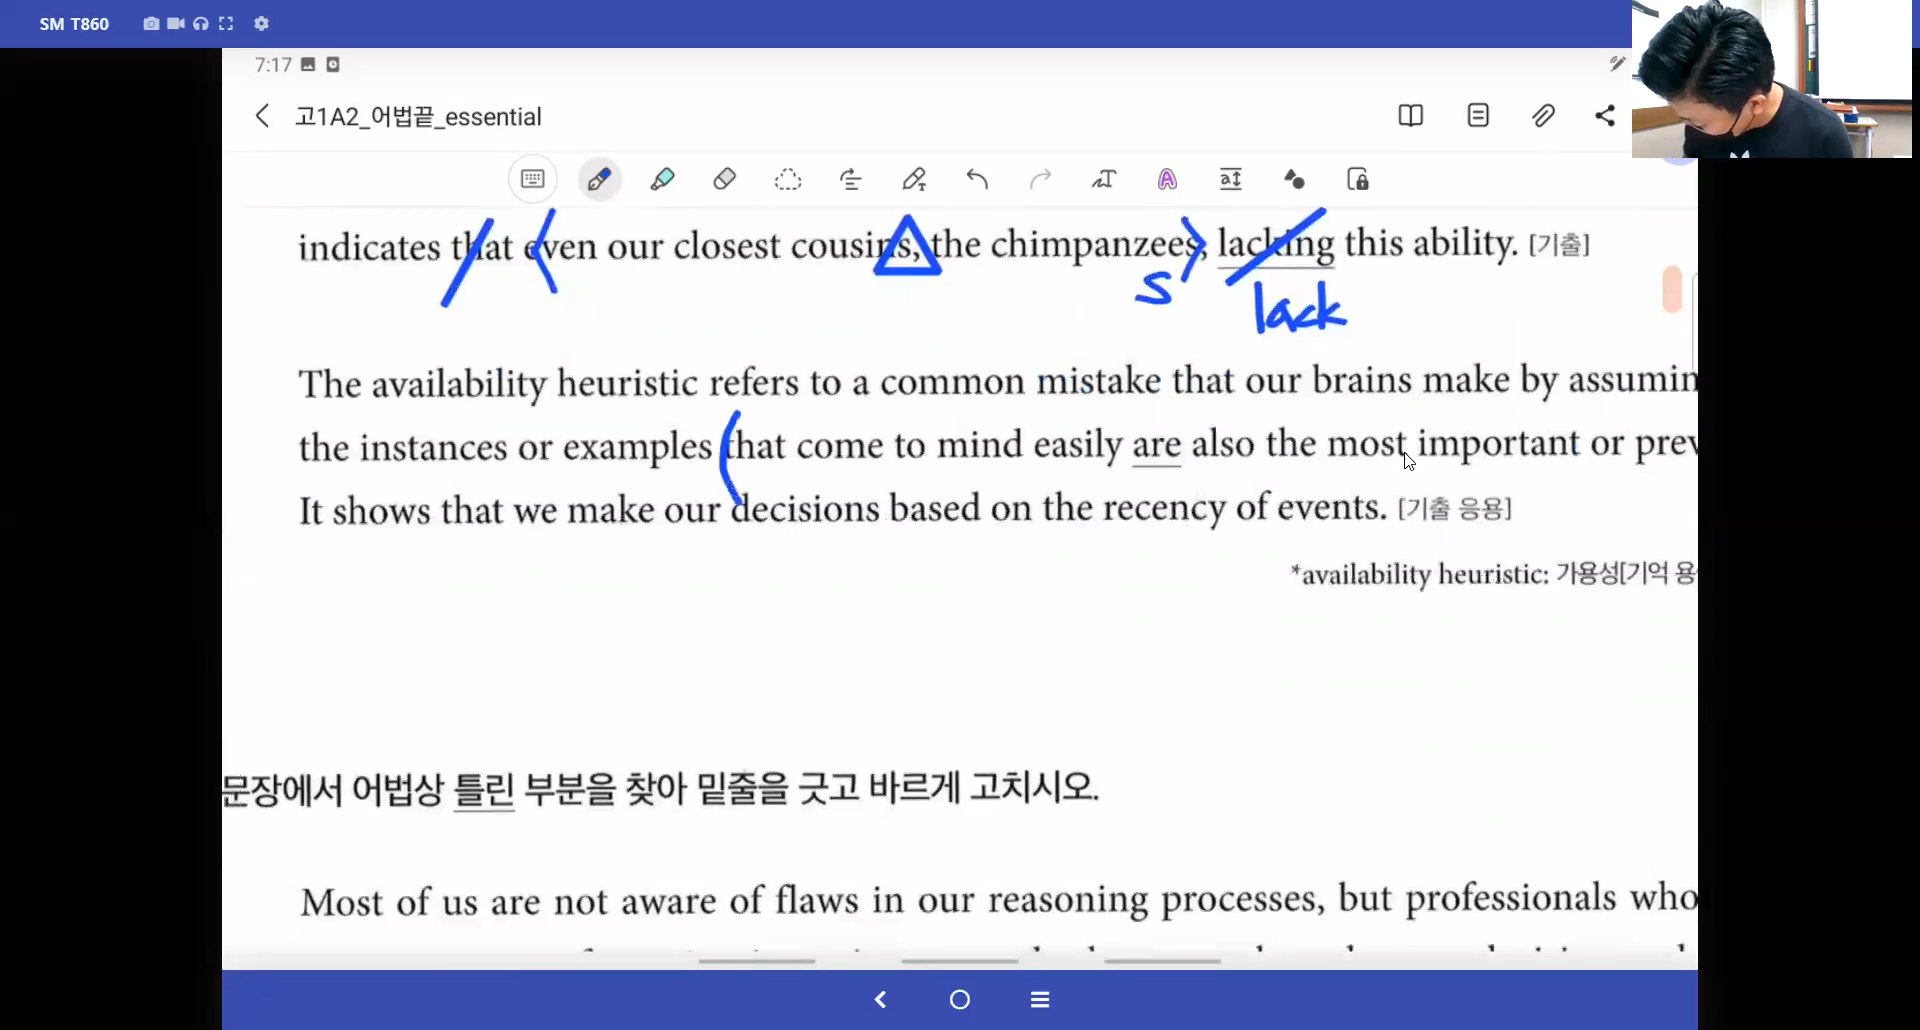 SM T860
7:17
고1A2_어법끝_essential
indicates that even our closest cousins, the chimpanzees, lacking this ability. [기출]
s
lack
The availability heuristic refers to a common mistake that our brains make by assumin
the instances or examples that come to mind easily are also the most important or prev
It shows that we make our decisions based on the recency of events. [기출 응용]
*availability heuristic: 가용성[기억 용
문장에서 어법상 틀린 부분을 찾아 밑줄을 긋고 바르게 고치시오.
Most of us are not aware of flaws in our reasoning processes, but professionals who